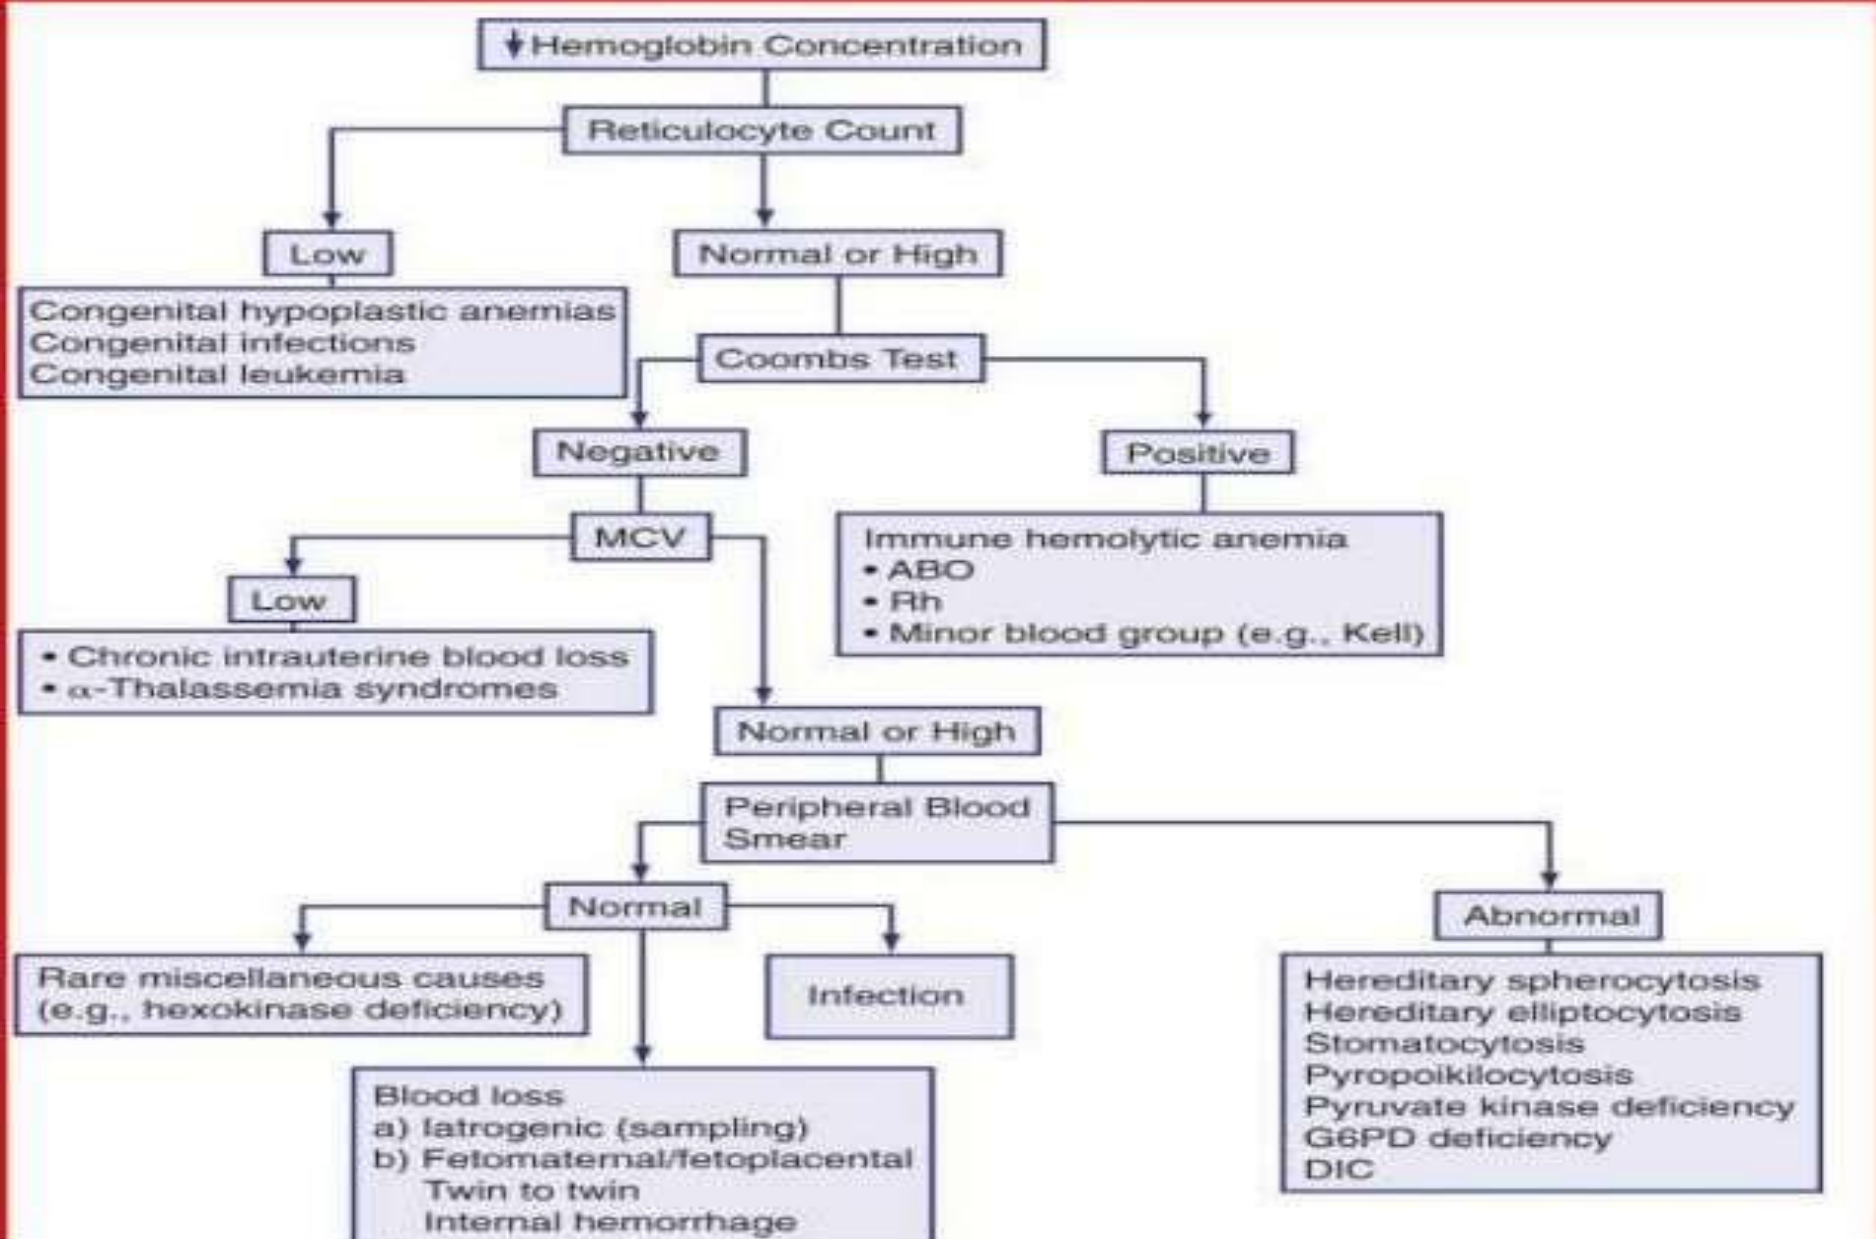 ↓Hemoglobin Concentration
Reticulocyte Count
Low
Normal or High
Congenital hypoplastic anemias
Congenital infections
Congenital leukemia
Coombs Test
Negative
Positive
MCV
Immune hemolytic anemia
• ABO
• Rh
• Minor blood group (e.g., Kell)
Low
• Chronic intrauterine blood loss
• α-Thalassemia syndromes
Normal or High
Peripheral Blood
Smear
Normal
Abnormal
Rare miscellaneous causes
(e.g., hexokinase deficiency)
Infection
Hereditary spherocytosis
Hereditary elliptocytosis
Stomatocytosis
Pyropoikilocytosis
Pyruvate kinase deficiency
G6PD deficiency
DIC
Blood loss
a) Iatrogenic (sampling)
b) Fetomaternal/fetoplacental
Twin to twin
Internal hemorrhage